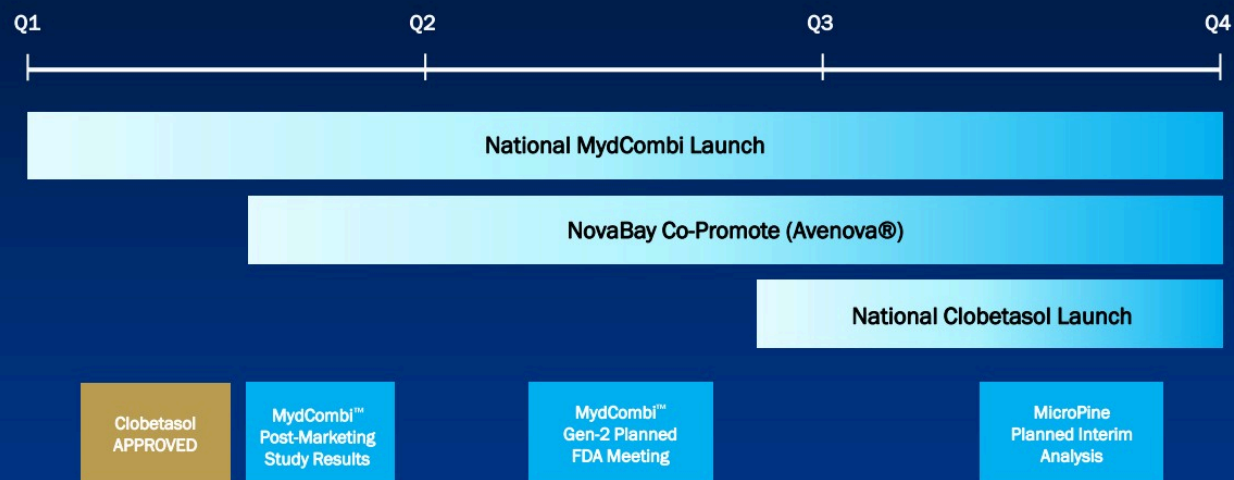 Q1 Q2 Q3 Q4
National MydCombi Launch
NovaBay Co-Promote (Avenova®)
National Clobetasol Launch
Clobetasol
APPROVED
MydCombi™
Post-Marketing
Study Results
MydCombi™
Gen-2 Planned
FDA Meeting
MicroPine
Planned Interim
Analysis